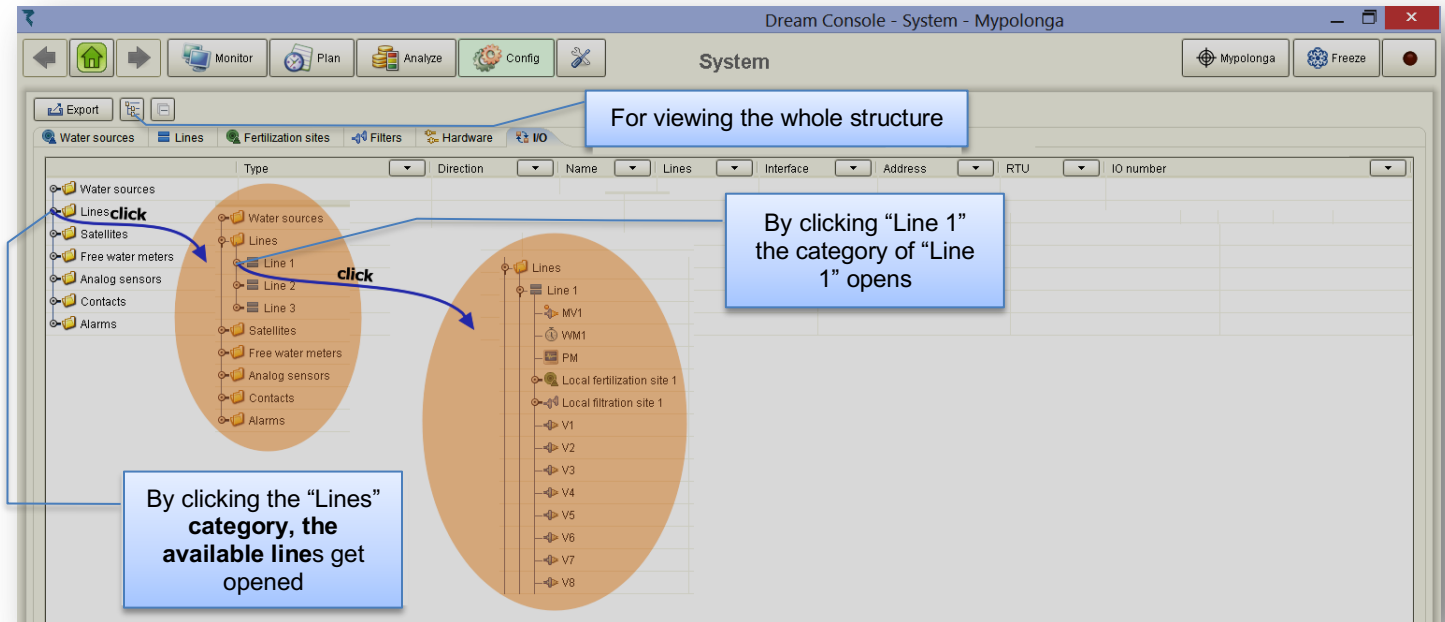 Dream Console - System - Mypolonga
Monitor Plan Analyze Config System Mypolonga Freeze
Export
For viewing the whole structure
Water sources Lines Fertilization sites Filters Hardware I/O
Type Direction Name Lines Interface Address RTU IO number
Water sources
Lines
click
Satellites
Free water meters
Analog sensors
Contacts
Alarms
Water sources
Lines
Line 1
click
Line 2
Line 3
Satellites
Free water meters
Analog sensors
Contacts
Alarms
By clicking “Line 1”
the category of “Line
1” opens
Lines
Line 1
MV1
WM1
PM
Local fertilization site 1
Local filtration site 1
V1
V2
V3
V4
V5
V6
V7
V8
By clicking the “Lines”
category, the
available lines get
opened